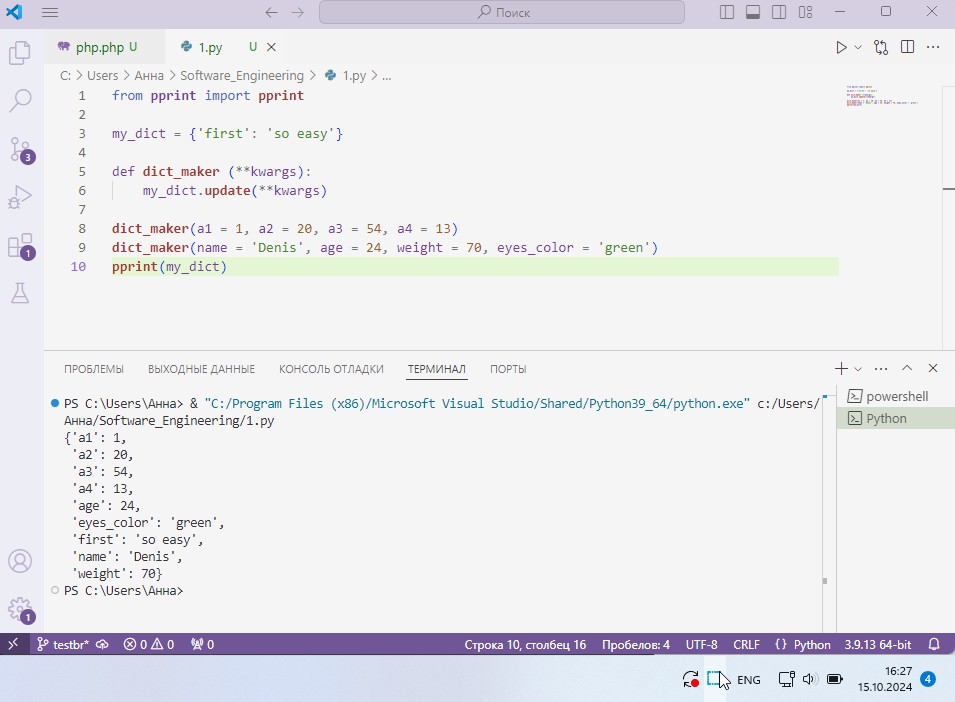 Поиск
php.php U
1.py U
C: > Users > Анна > Software_Engineering > 1.py > ...
1 from pprint import pprint
2
3 my_dict = {'first': 'so easy'}
4
5 def dict_maker (**kwargs):
6 my_dict.update(**kwargs)
7
8 dict_maker(a1 = 1, a2 = 20, a3 = 54, a4 = 13)
9 dict_maker(name = 'Denis', age = 24, weight = 70, eyes_color = 'green')
10 pprint(my_dict)
3
1
ПРОБЛЕМЫ ВЫХОДНЫЕ ДАННЫЕ КОНСОЛЬ ОТЛАДКИ ТЕРМИНАЛ ПОРТЫ
PS C:\Users\Анна> & "C:/Program Files (x86)/Microsoft Visual Studio/Shared/Python39_64/python.exe" c:/Users/
Анна/Software_Engineering/1.py
{'a1': 1,
'a2': 20,
'a3': 54,
'a4': 13,
'age': 24,
'eyes_color': 'green',
'first': 'so easy',
'name': 'Denis',
'weight': 70}
PS C:\Users\Анна>
powershell
Python
1
testbr* 0 0 0 Строка 10, столбец 16 Пробелов: 4 UTF-8 CRLF {} Python 3.9.13 64-bit
ENG 16:27
15.10.2024 4